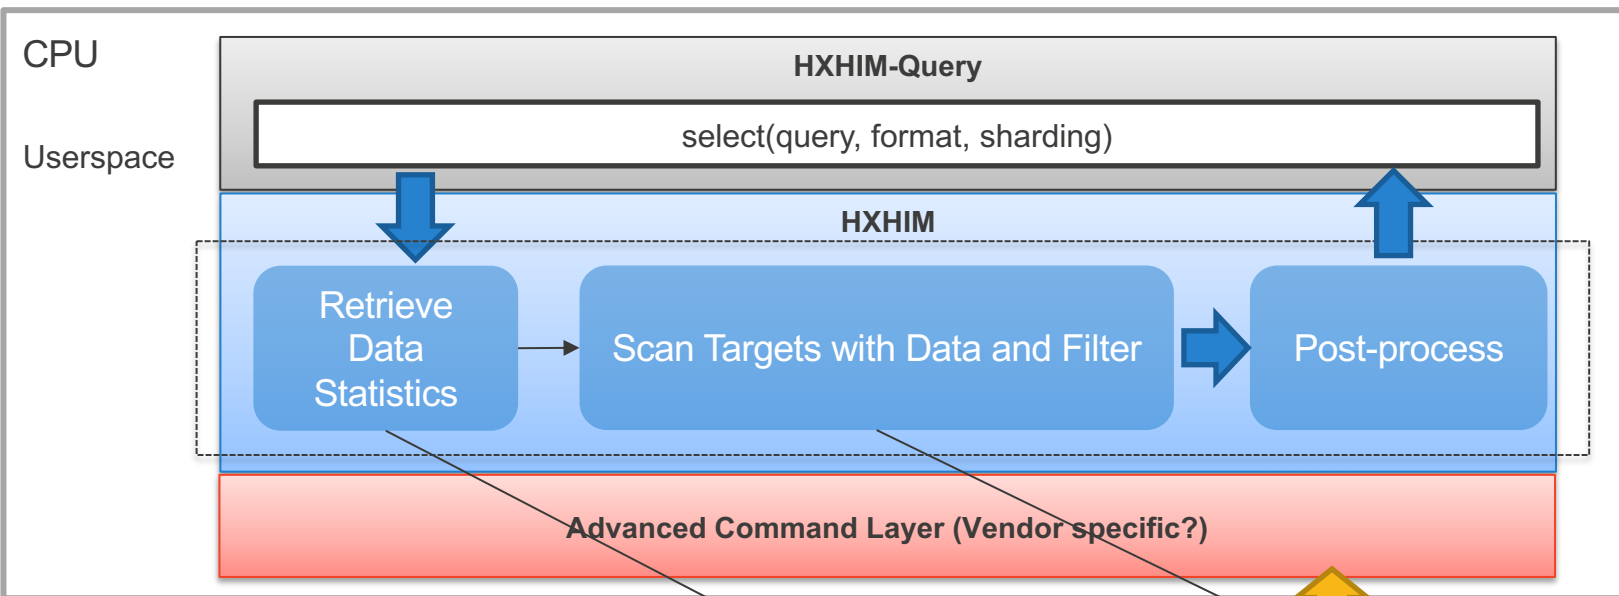 CPU
HXHIM-Query
select(query, format, sharding)
Userspace
HXHIM
Retrieve
Data
Statistics
Scan Targets with Data and Filter
Post-process
Advanced Command Layer (Vendor specific?)